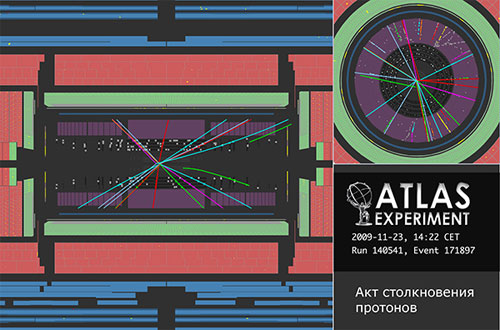 ATLAS
EXPERIMENT
2009-11-23, 14:22 CET
Run 140541, Event 171897
Акт столкновения
протонов